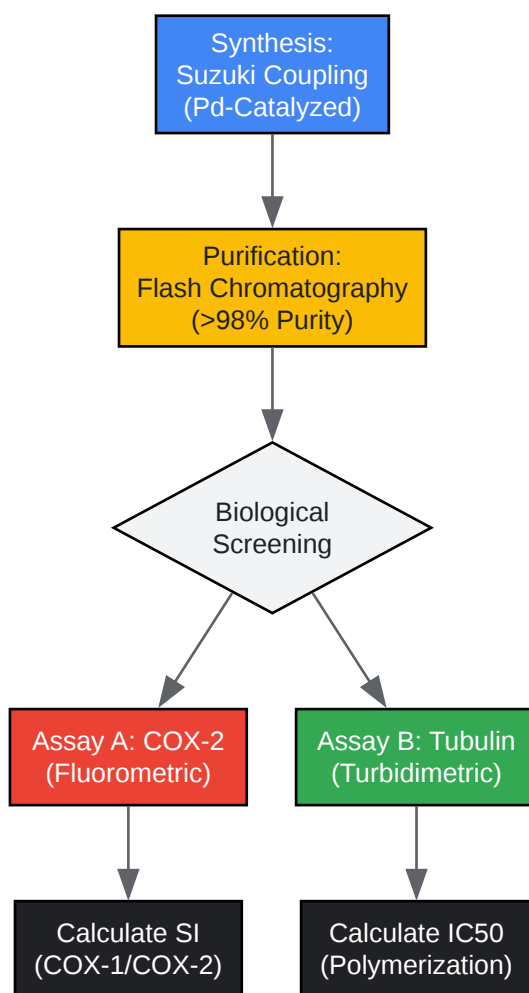 Synthesis:
Suzuki Coupling
(Pd-Catalyzed)
Purification:
Flash Chromatography
(>98% Purity)
Biological
Screening
Assay A: COX-2
(Fluorometric)
Assay B: Tubulin
(Turbidimetric)
Calculate SI
(COX-1/COX-2)
Calculate IC50
(Polymerization)